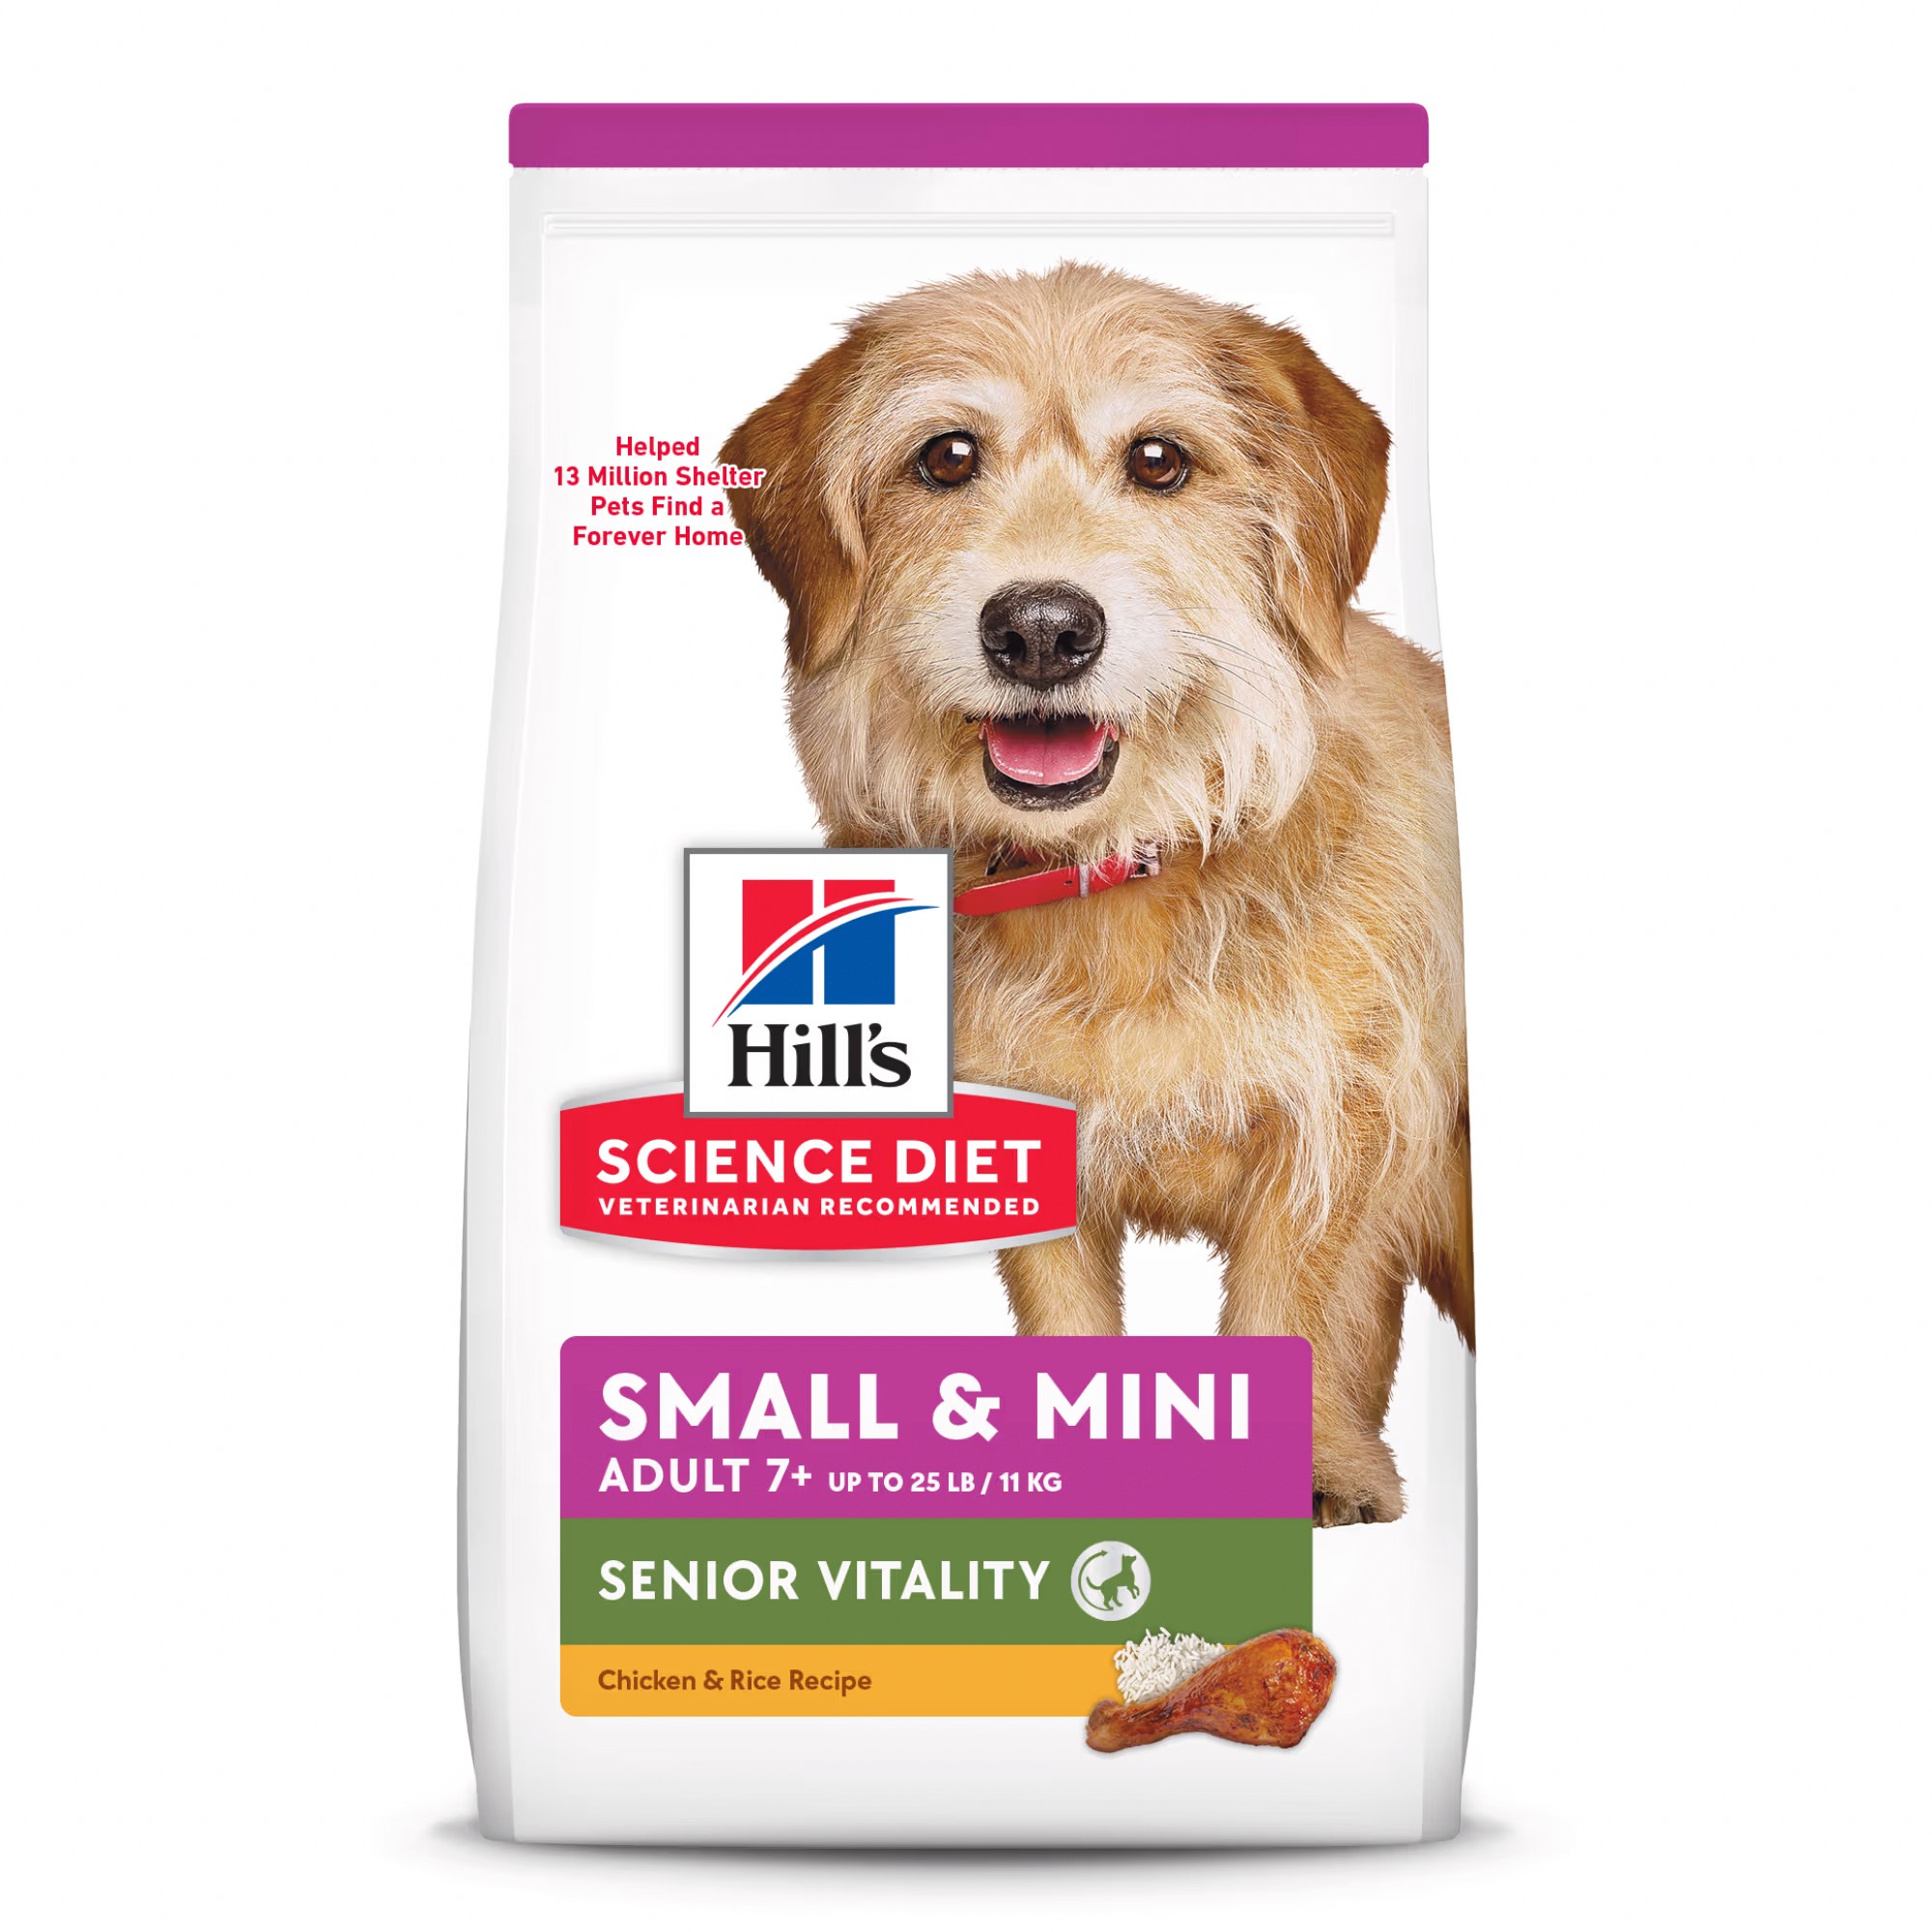 Helped
13 Million Shelter
Pets Find a
Forever Home
Hill's
SCIENCE DIET
VETERINARIAN RECOMMENDED
SMALL & MINI
ADULT 7+ UP TO 25 LB / 11 KG
SENIOR VITALITY
Chicken & Rice Recipe